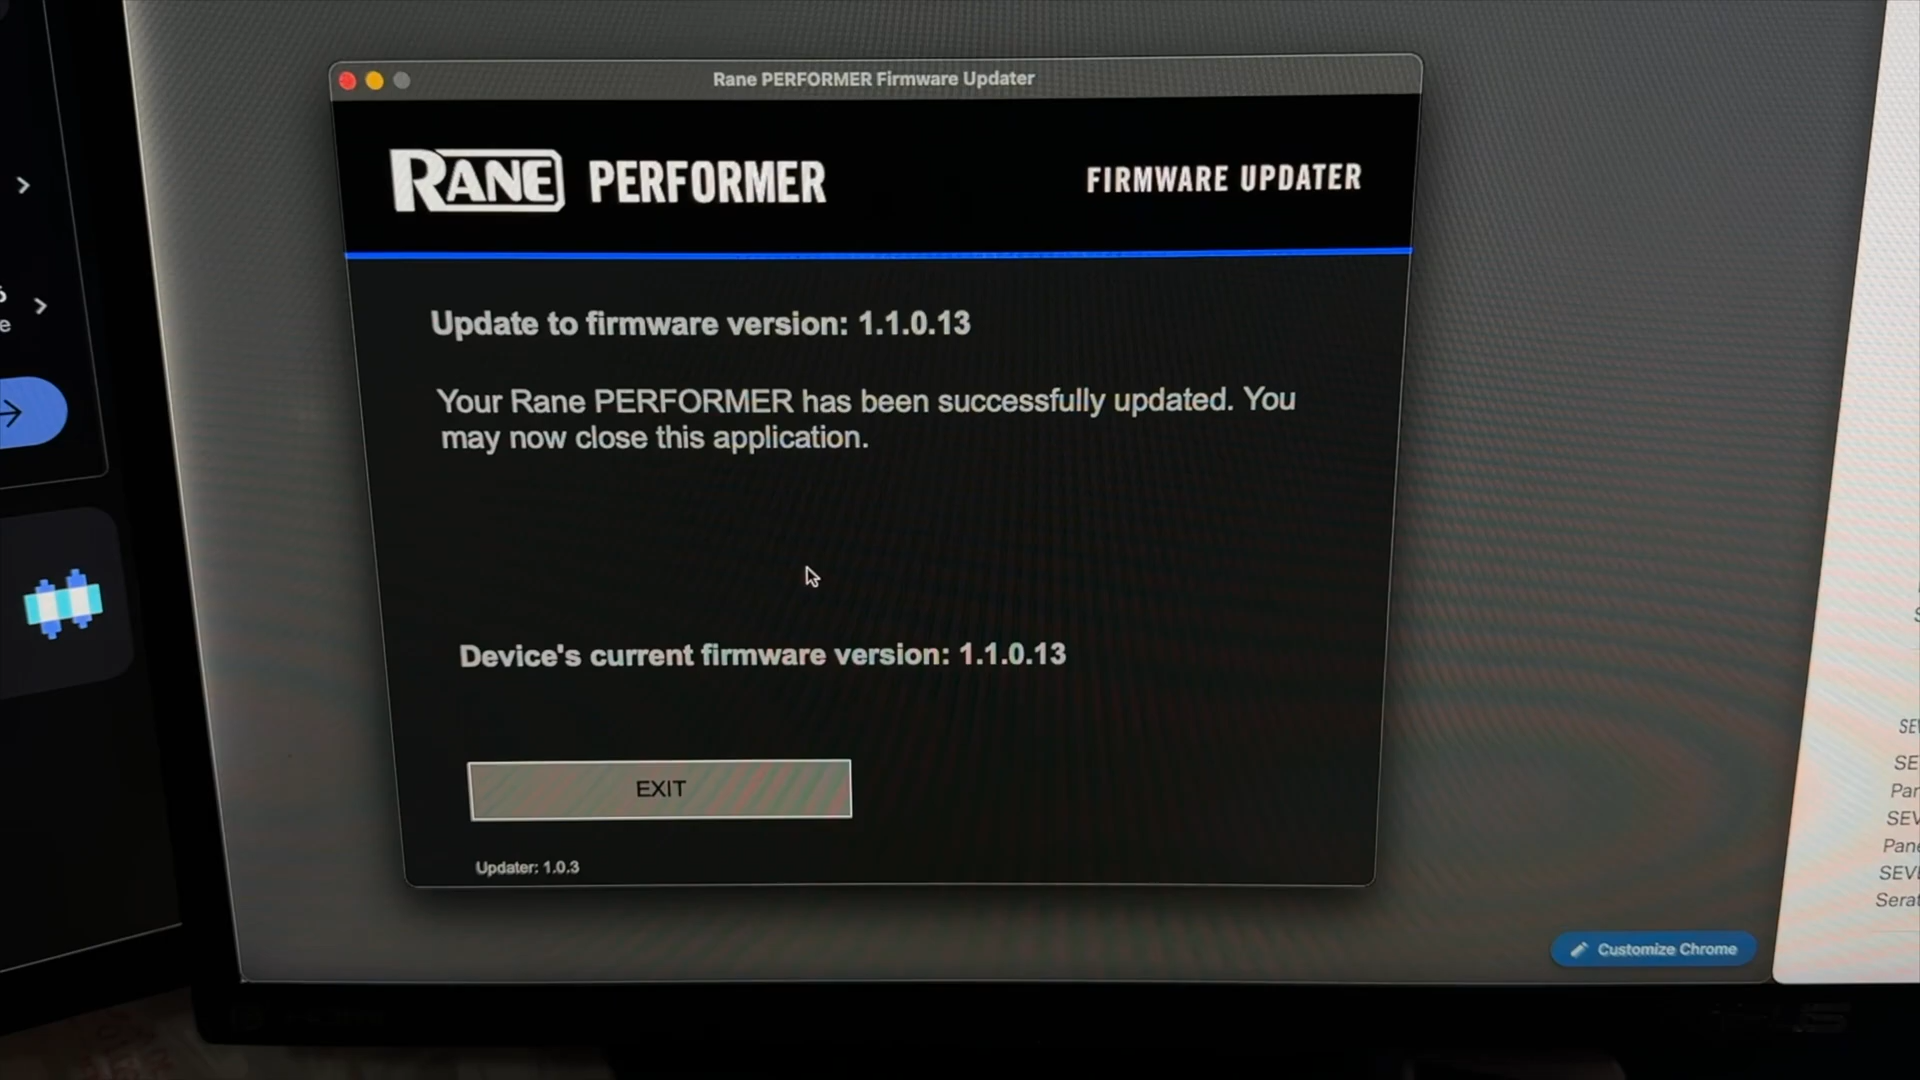 Rane PERFORMER Firmware Updater
RANE PERFORMER
FIRMWARE UPDATER
Update to firmware version: 1.1.0.13
Your Rane PERFORMER has been successfully updated. You
may now close this application.
Device's current firmware version: 1.1.0.13
EXIT
Updater: 1.0.3
Customize Chrome